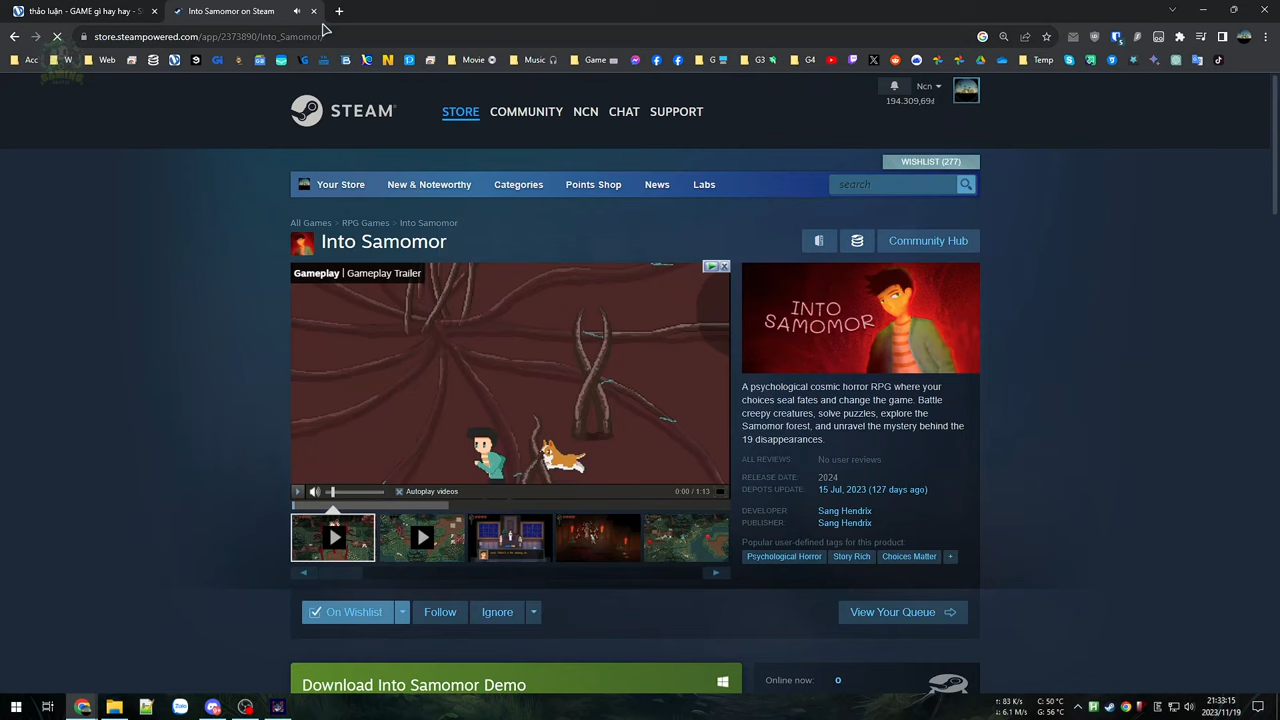 thảo luận - GAME gì hay hay - S
Into Samomor on Steam
store.steampowered.com/app/2373890/Into_Samomor/
Acc
W
Web
Movie
Music
Game
G
G3
G4
Temp
STEAM
STORE
COMMUNITY
NCN
CHAT
SUPPORT
Ncn
194.309,69₫
WISHLIST (277)
Your Store
New & Noteworthy
Categories
Points Shop
News
Labs
search
All Games > RPG Games > Into Samomor
Into Samomor
Community Hub
Gameplay | Gameplay Trailer
INTO
SAMOMOR
A psychological cosmic horror RPG where your
choices seal fates and change the game. Battle
creepy creatures, solve puzzles, explore the
Samomor forest, and unravel the mystery behind the
19 disappearances.
ALL REVIEWS No user reviews
RELEASE DATE: 2024
DEPOTS UPDATE: 15 Jul, 2023 (127 days ago)
DEVELOPER Sang Hendrix
PUBLISHER: Sang Hendrix
Popular user-defined tags for this product:
Psychological Horror
Story Rich
Choices Matter
+
Autoplay videos
0:00 / 1:13
On Wishlist
Follow
Ignore
View Your Queue
Download Into Samomor Demo
Online now: 0
Zalo
: 83 K/
: 6.1 M/
C: 50 °C
G: 56 °C
21:33:15
2023/11/19